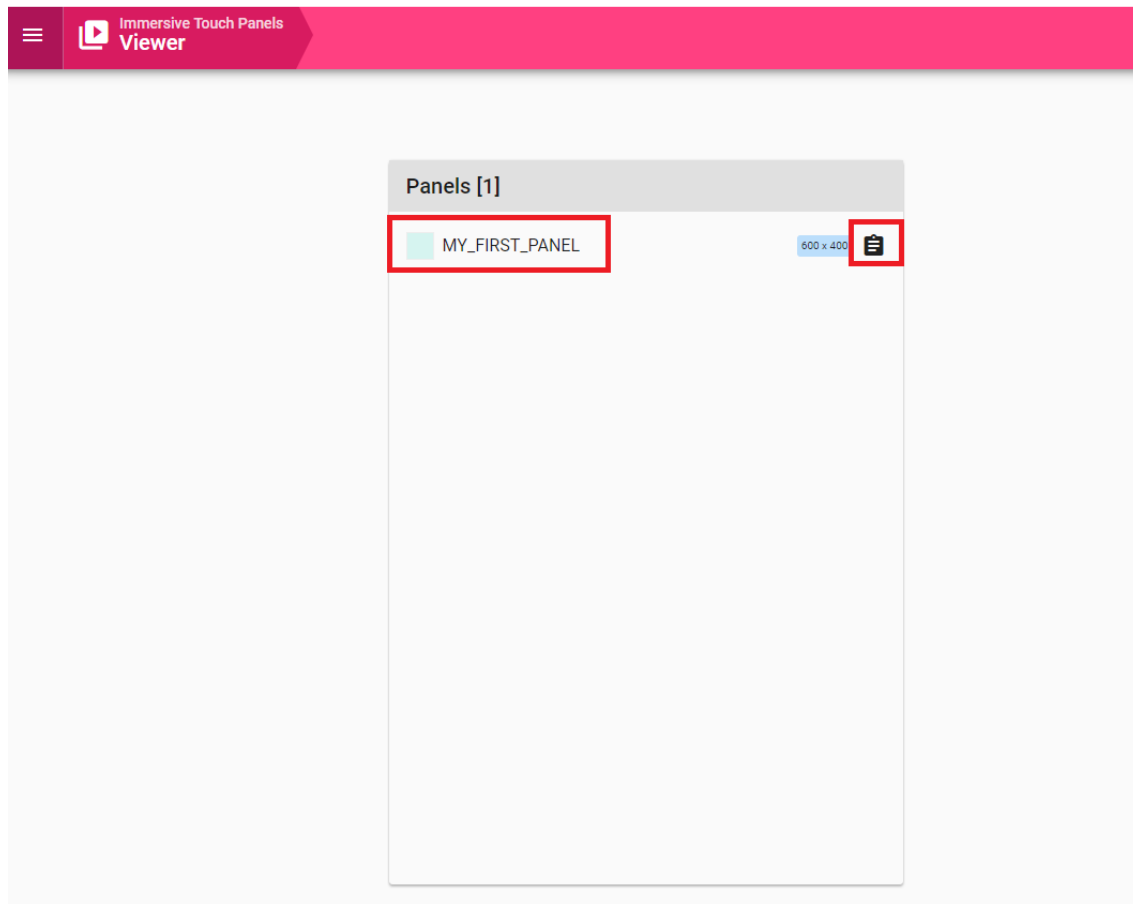 Immersive Touch Panels
Viewer
Panels [1]
MY_FIRST_PANEL
600 x 400